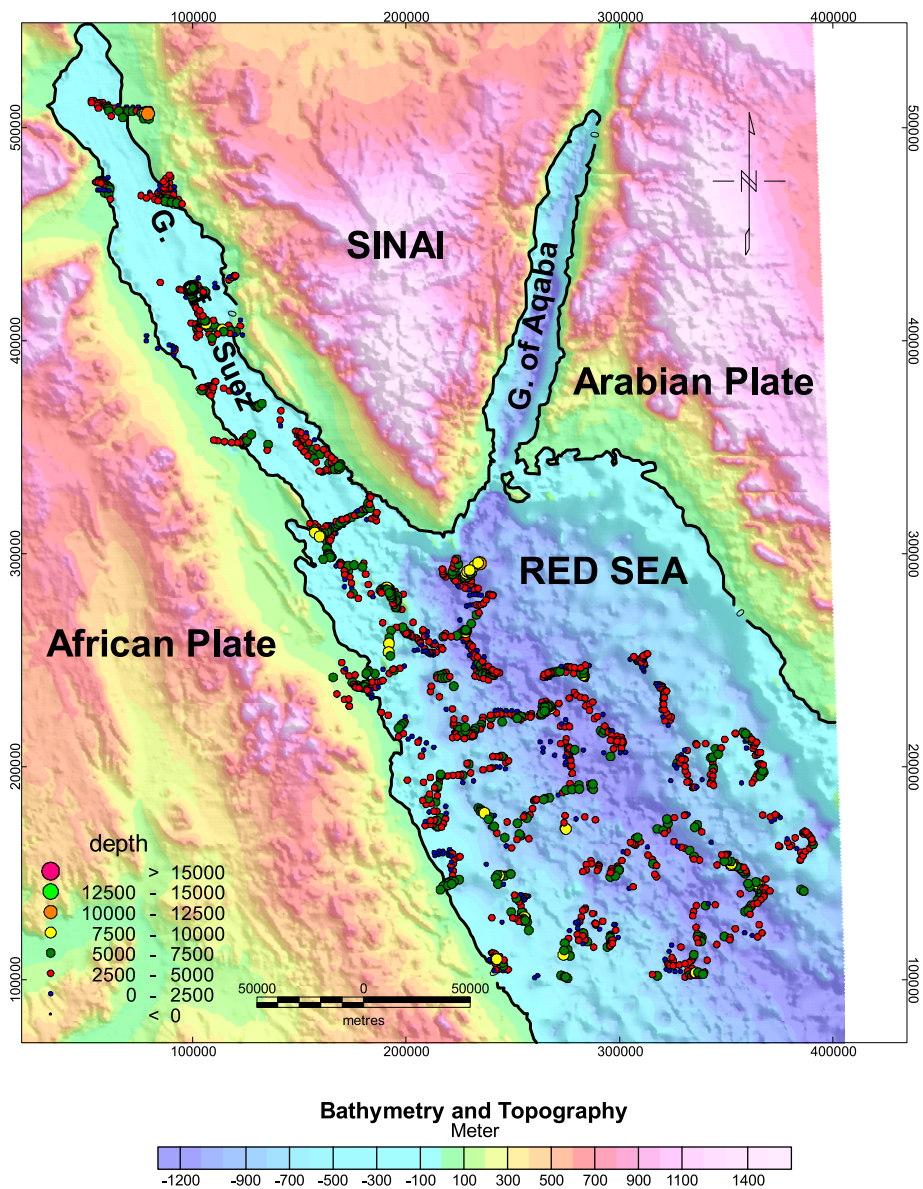 100000 200000 300000 400000
500000 500000
400000 400000
300000 300000
200000 200000
100000 100000
G.
Suez
SINAI
G. of Aqaba
Arabian Plate
RED SEA
African Plate
0
0
0
N
depth
> 15000
12500 - 15000
10000 - 12500
7500 - 10000
5000 - 7500
2500 - 5000
0 - 2500
< 0
50000 0 50000
metres
100000 200000 300000 400000
Bathymetry and Topography
Meter
-1200 -900 -700 -500 -300 -100 100 300 500 700 900 1100 1400